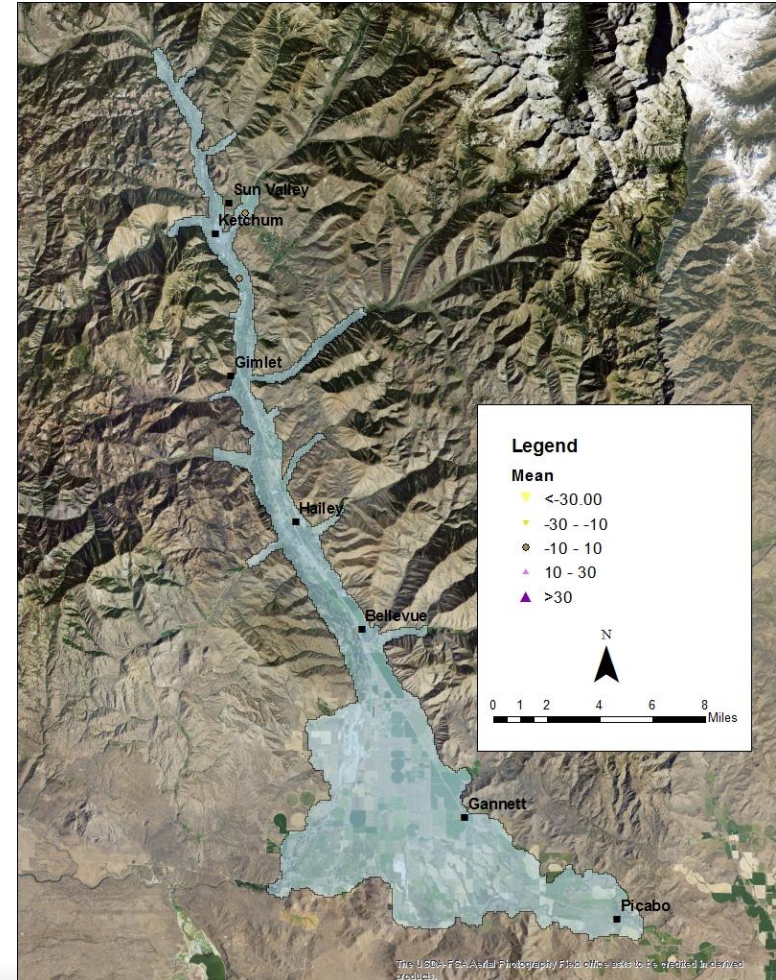 Sun Valley
Ketchum
Gimlet
Hailey
Bellevue
Gannett
Picabo
Legend
Mean
<-30.00
-30 - -10
-10 - 10
10 - 30
>30
N
0 1 2 4 6 8
Miles
The USDA-FSA Aerial Photography Field office asks to be credited in derived
products.